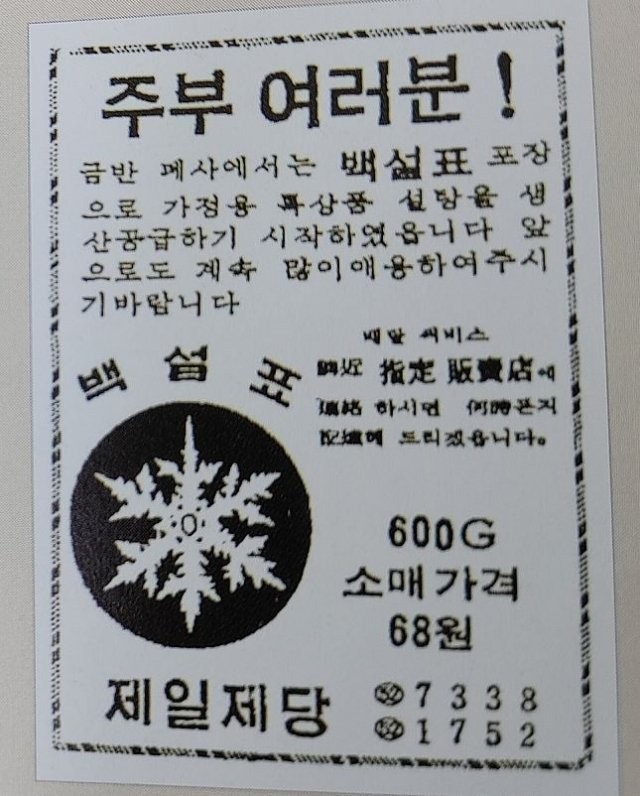 주부 여러분!
금반 폐사에서는 백설표 포장
으로 가정용 특상품 설탕을 생
산공급하기 시작하였읍니다 앞
으로도 계속 많이애용하여주시
기바랍니다
백설표
배달 써비스
附近 指定 販賣店에
連絡 하시면 何時든지
配達해 드리겠읍니다。
600G
소매가격
68원
제일제당
7338
1752